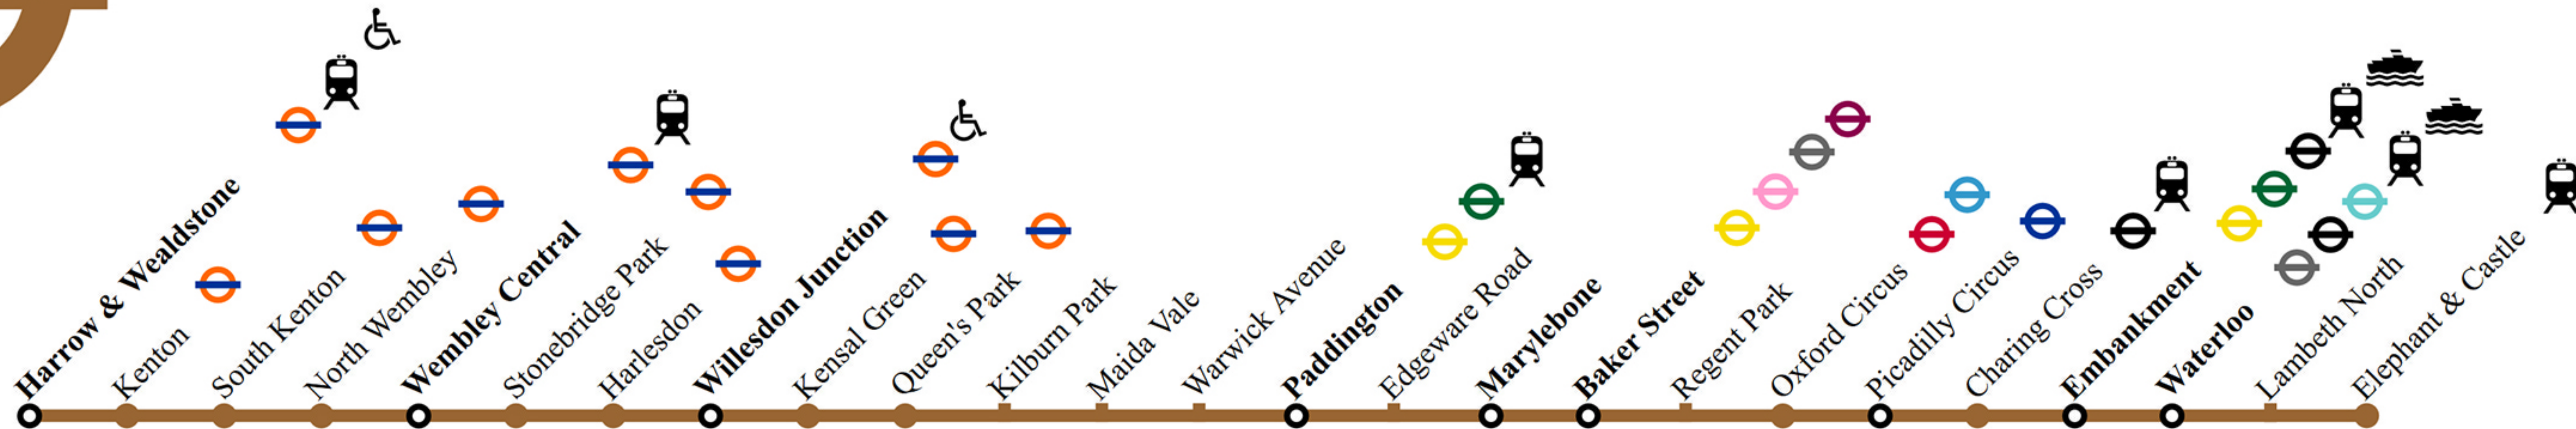 Harrow & Wealdstone
Kenton
South Kenton
North Wembley
Wembley Central
Stonebridge Park
Harlesdon
Willesdon Junction
Kensal Green
Queen's Park
Kilburn Park
Maida Vale
Warwick Avenue
Paddington
Edgeware Road
Marylebone
Baker Street
Regent Park
Oxford Circus
Picadilly Circus
Charing Cross
Embankment
Waterloo
Lambeth North
Elephant & Castle